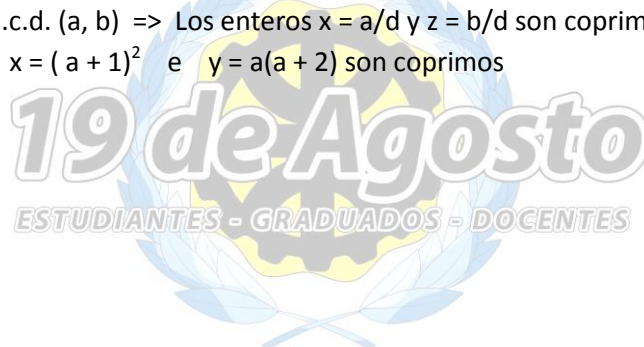 .c.d. (a, b) => Los enteros x = a/d y z = b/d son coprim
x = ( a + 1)² e y = a(a + 2) son coprimos
19 de Agosto
ESTUDIANTES - GRADUADOS - DOCENTES